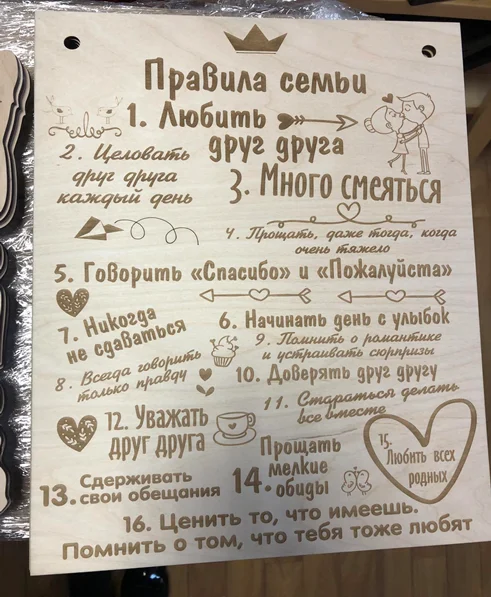 Правила семьи
1. Любить
друг друга
2. Целовать
друг друга
каждый день
3. Много смеяться
4. Прощать, даже тогда, когда
очень тяжело
5. Говорить «Спасибо» и «Пожалуйста»
6. Начинать день с улыбок
7. Никогда
не сдаваться
8. Всегда говорить
только правду
9. Помнить о романтике
и устраивать сюрпризы
10. Доверять друг другу
11. Стараться делать
все вместе
12. Уважать
друг друга
13. Сдерживать
свои обещания
14. Прощать
мелкие
обиды
15.
Любить всех
родных
16. Ценить то, что имеешь.
Помнить о том, что тебя тоже любят